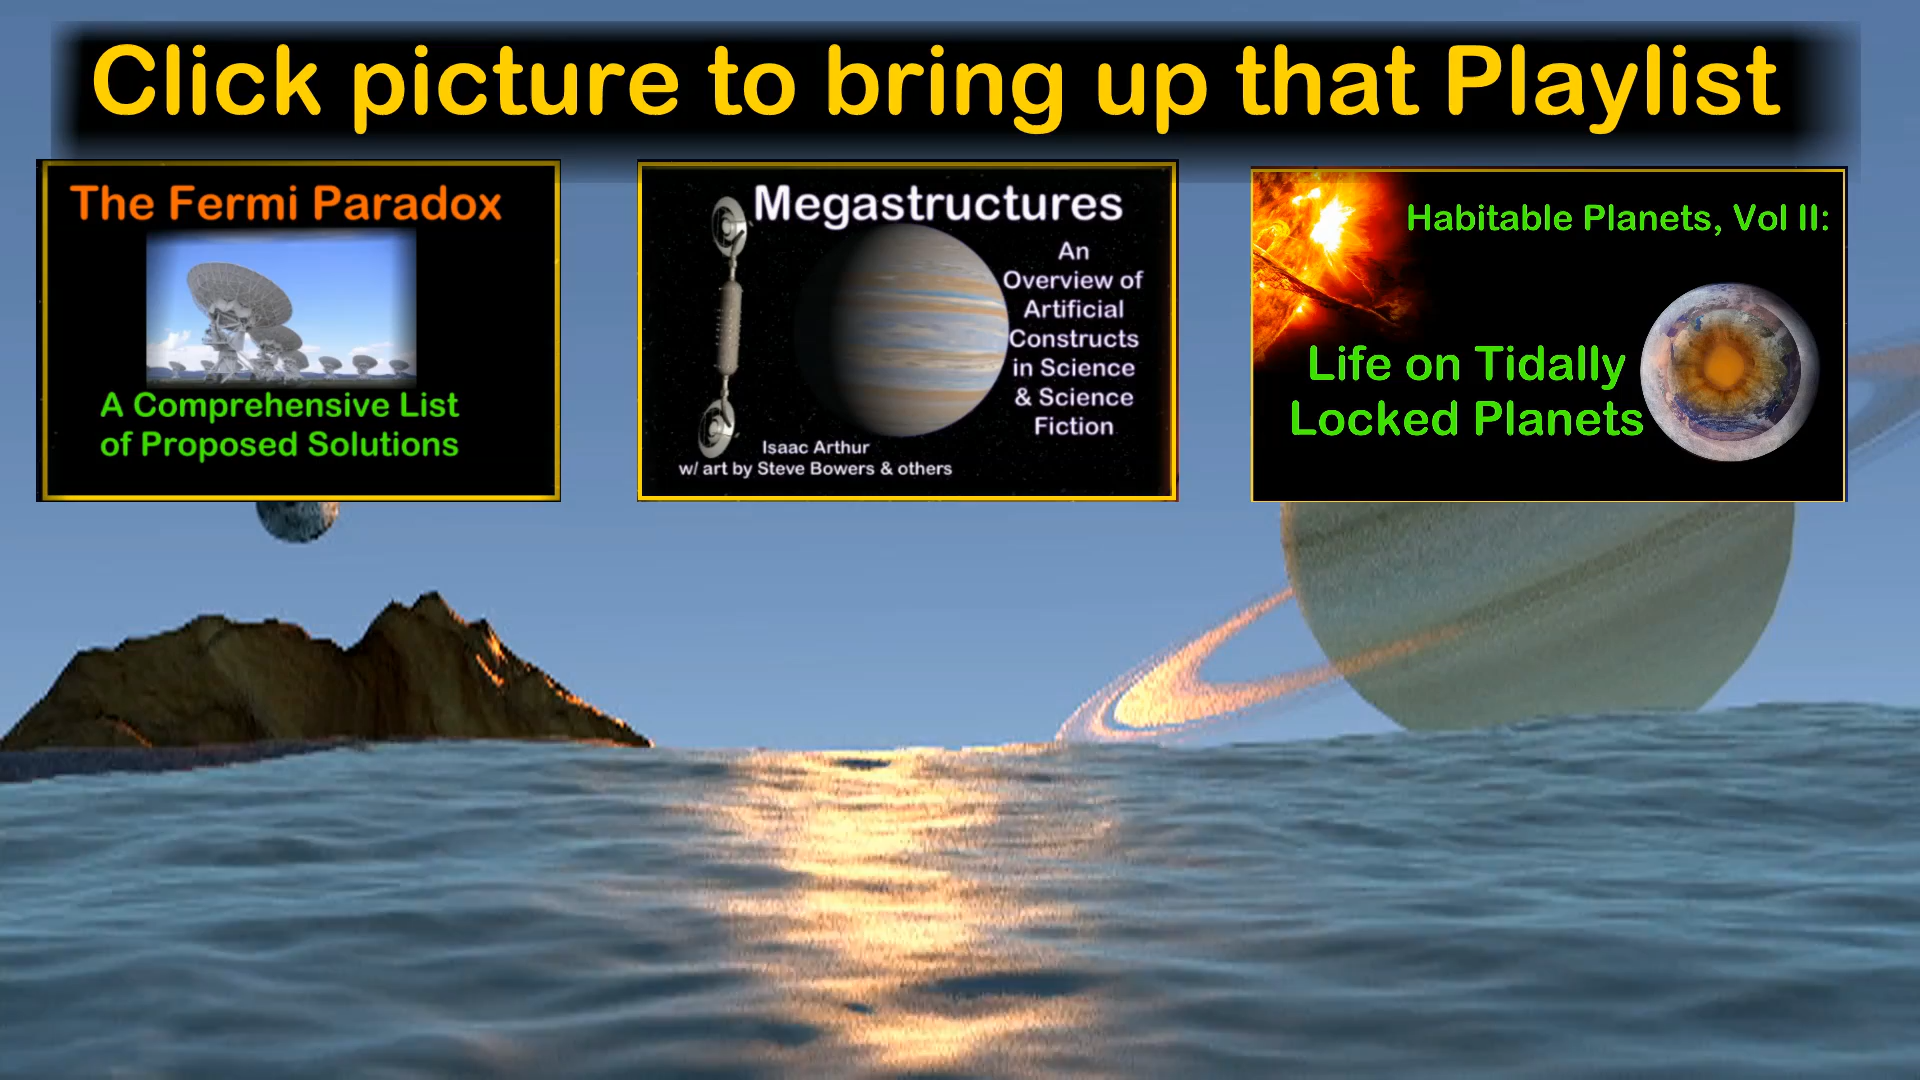 Click picture to bring up that Playlist
The Fermi Paradox
A Comprehensive List
of Proposed Solutions
Megastructures
An
Overview of
Artificial
Constructs
in Science
& Science
Fiction
Isaac Arthur
w/ art by Steve Bowers & others
Habitable Planets, Vol II:
Life on Tidally
Locked Planets